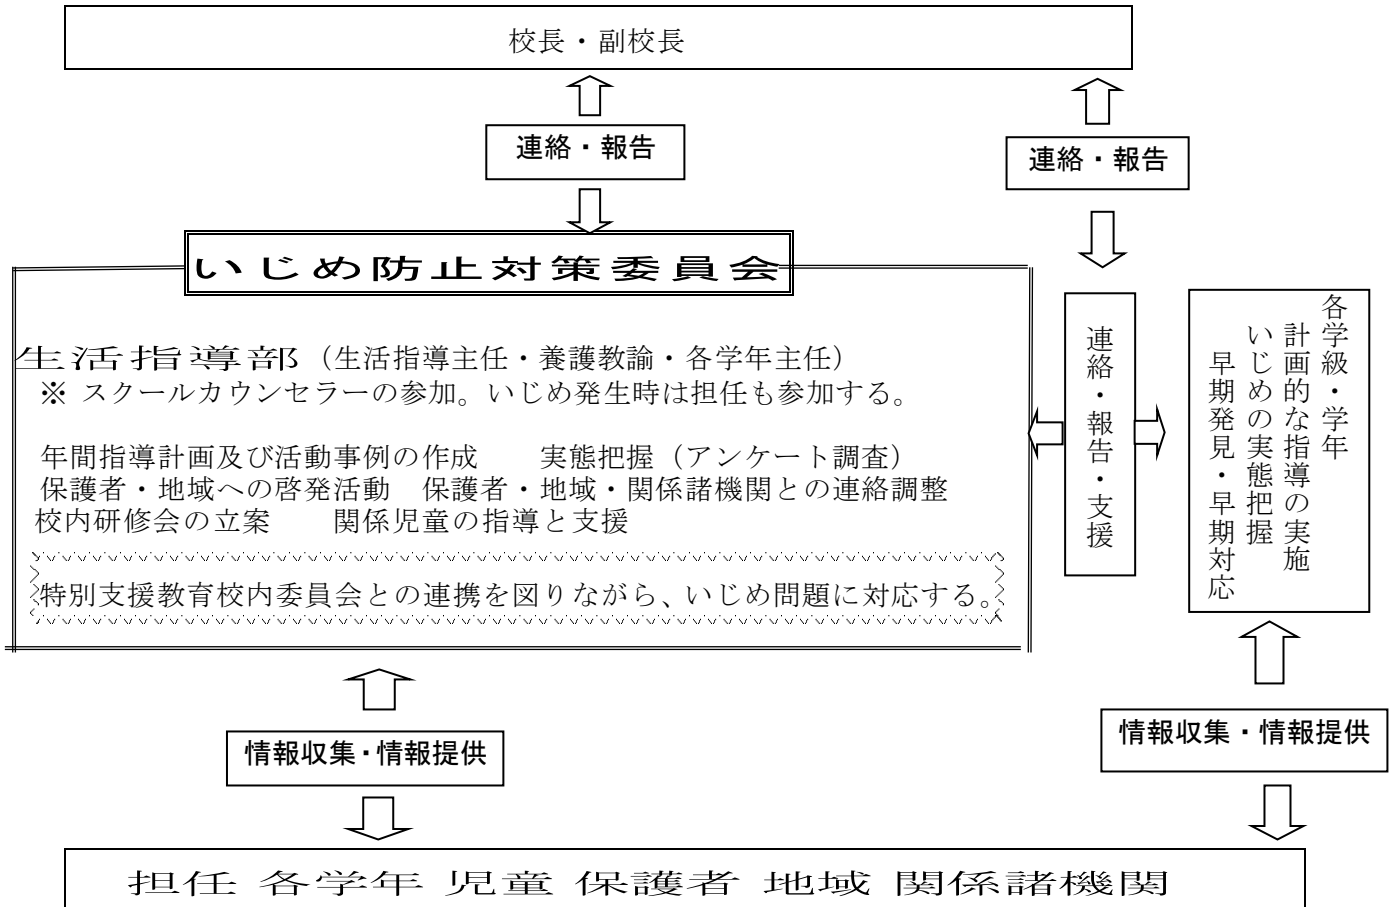 校長・副校長
連絡・報告
連絡・報告
いじめ防止対策委員会
生活指導部（生活指導主任・養護教諭・各学年主任）
※ スクールカウンセラーの参加。いじめ発生時は担任も参加する。
年間指導計画及び活動事例の作成　　実態把握（アンケート調査）
保護者・地域への啓発活動　保護者・地域・関係諸機関との連絡調整
校内研修会の立案　　関係児童の指導と支援
特別支援教育校内委員会との連携を図りながら、いじめ問題に対応する。
連絡・報告・支援
各学級・学年
計画的な指導の実施
いじめの実態把握
早期発見・早期対応
情報収集・情報提供
情報収集・情報提供
担任 各学年 児童 保護者 地域 関係諸機関